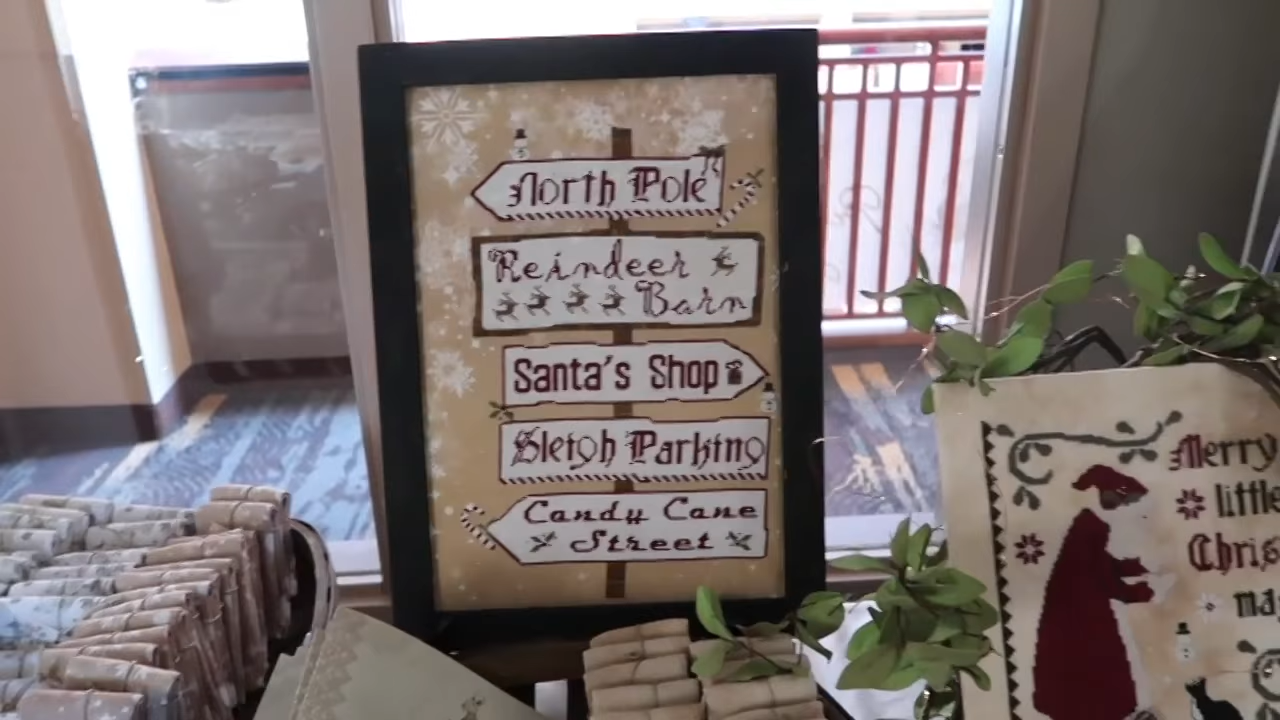 North Pole
Reindeer
Barn
Santa's Shop
Sleigh Parking
Candy Cane
Street
Merry
little
Chris
ma